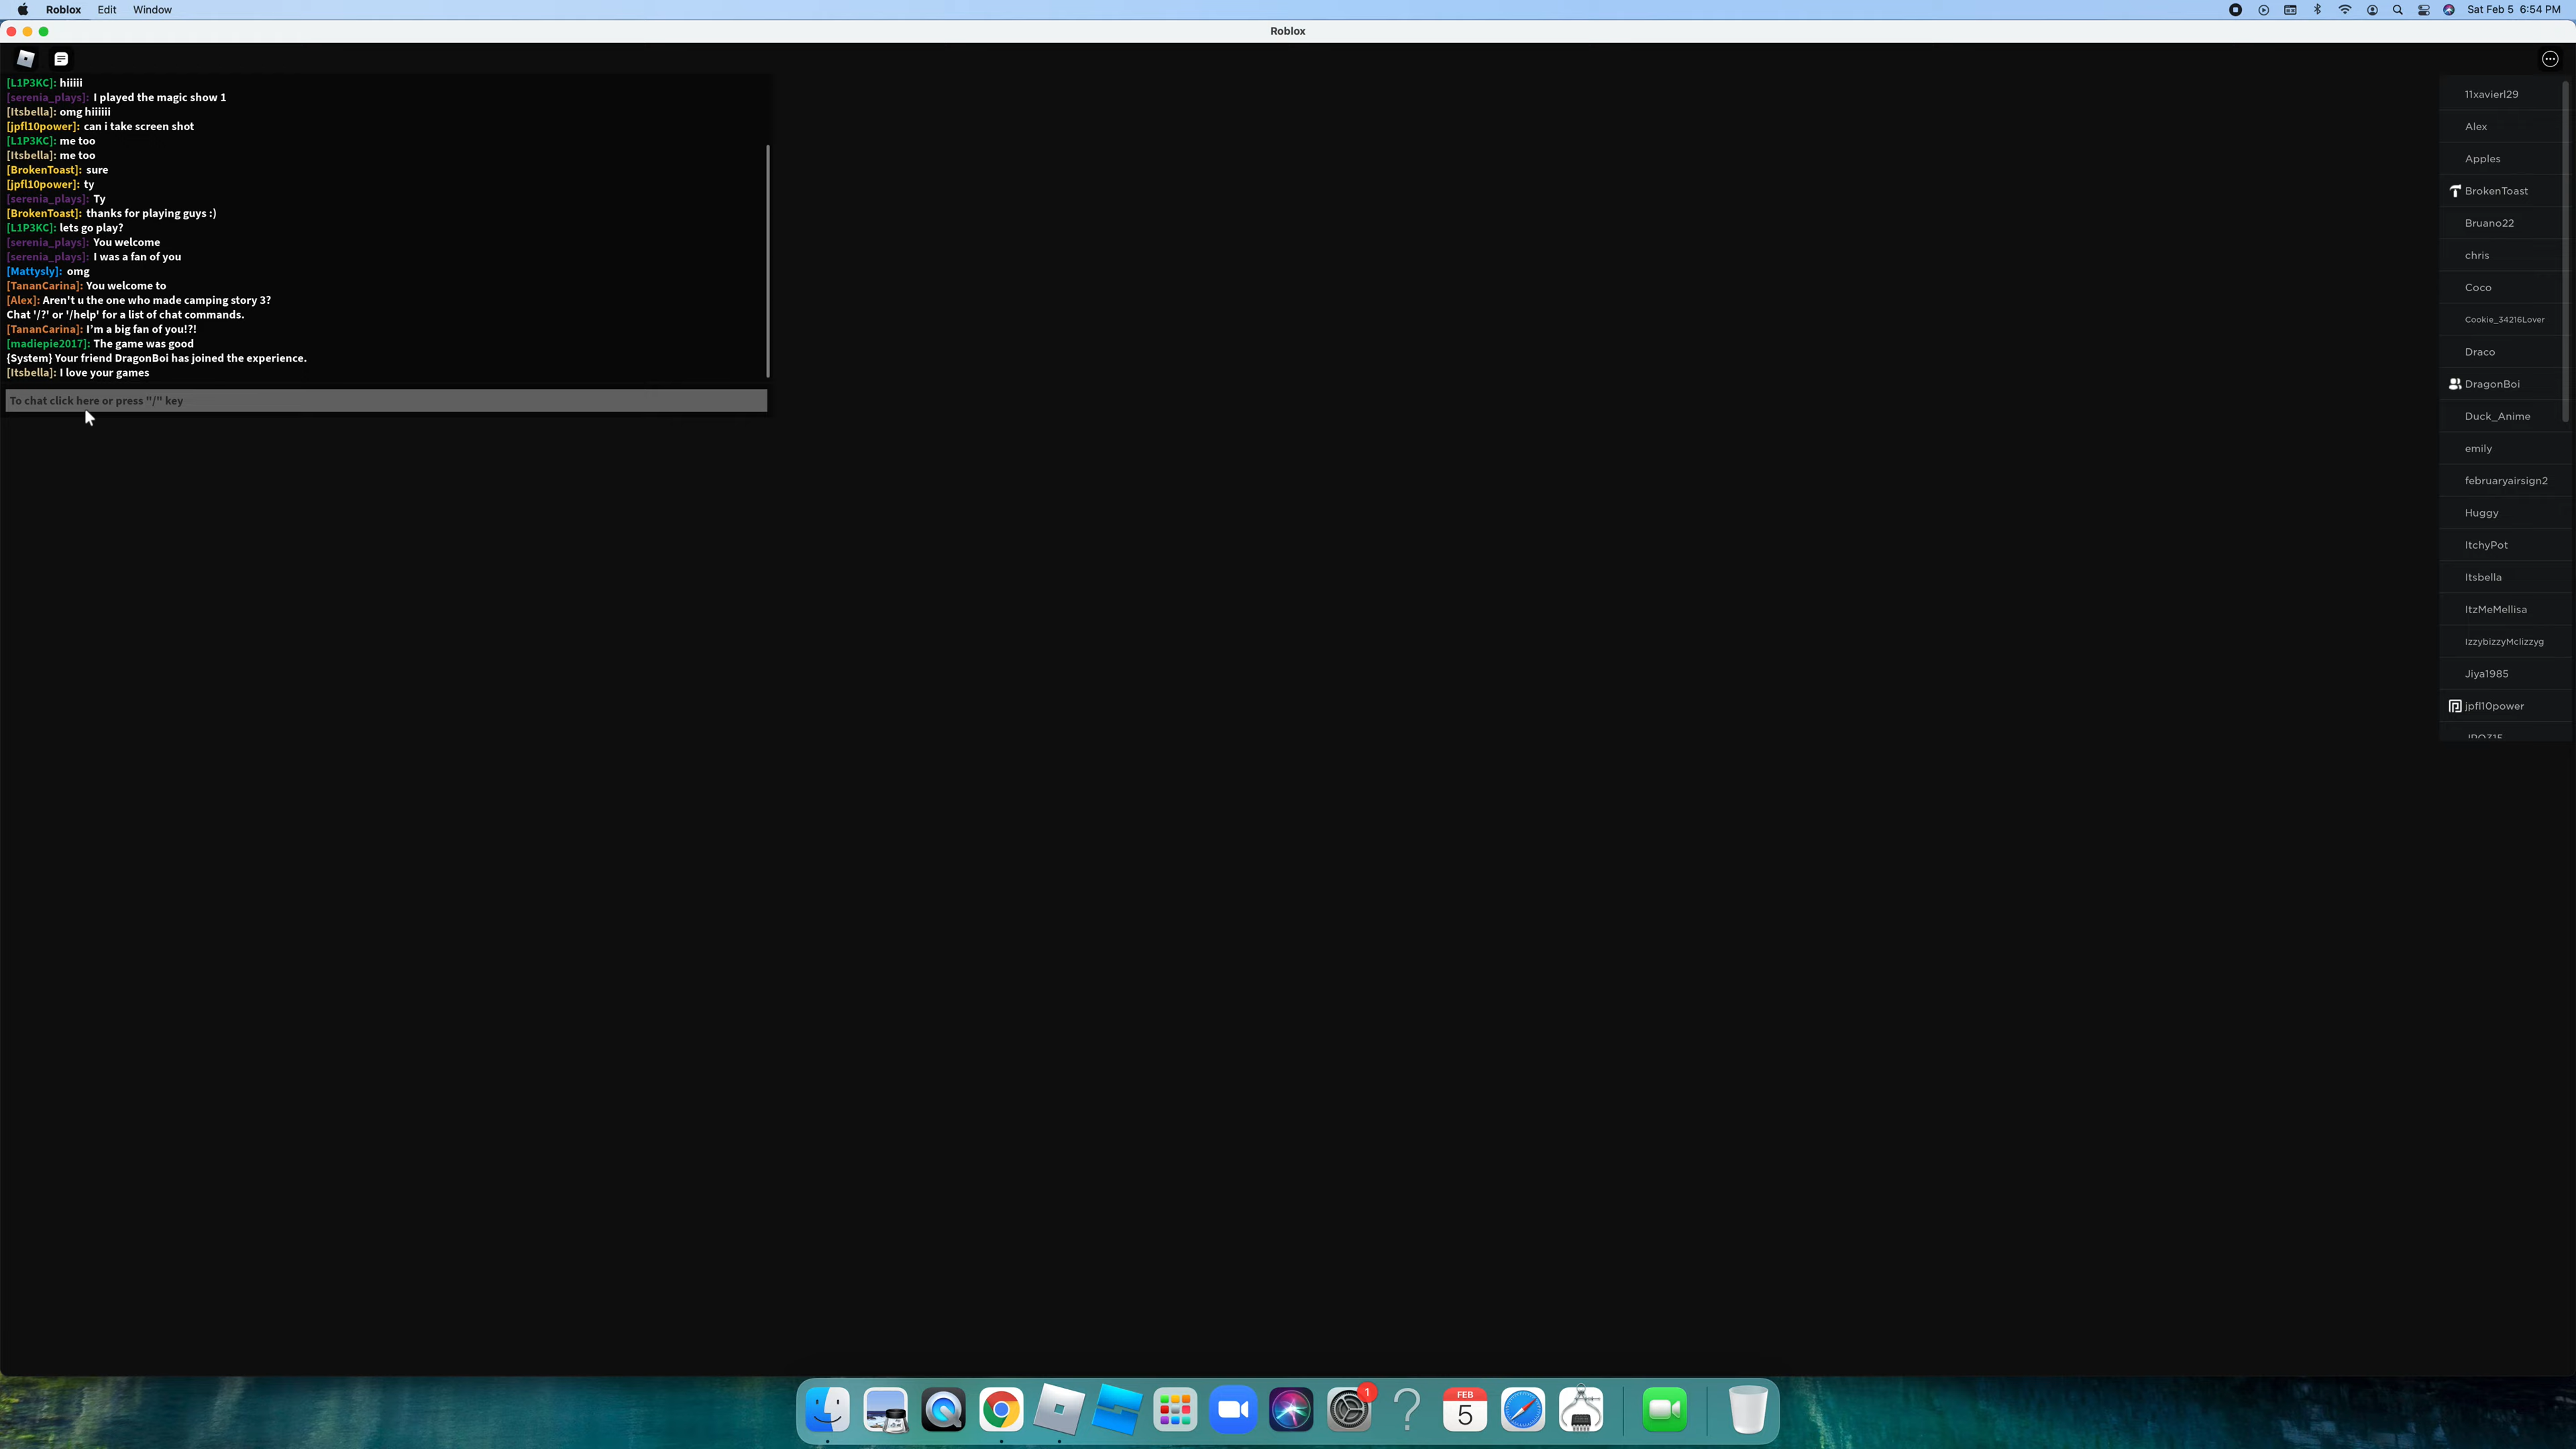 Roblox Edit Window Sat Feb 5 6:54 PM
Roblox
[L1P3KC]: hiiiii
[serenia_plays]: I played the magic show 1
[Itsbella]: omg hiiiiii
[jpfl10power]: can i take screen shot
[L1P3KC]: me too
[Itsbella]: me too
[BrokenToast]: sure
[jpfl10power]: ty
[serenia_plays]: Ty
[BrokenToast]: thanks for playing guys :)
[L1P3KC]: lets go play?
[serenia_plays]: You welcome
[serenia_plays]: I was a fan of you
[Mattysly]: omg
[TananCarina]: You welcome to
[Alex]: Aren't u the one who made camping story 3?
Chat '/?' or '/help' for a list of chat commands.
[TananCarina]: I'm a big fan of you!?!
[madiepie2017]: The game was good
{System} Your friend DragonBoi has joined the experience.
[Itsbella]: I love your games
To chat click here or press "/" key
11xavierl29
Alex
Apples
BrokenToast
Bruano22
chris
Coco
Cookie_34216Lover
Draco
DragonBoi
Duck_Anime
emily
februaryairsign2
Huggy
ItchyPot
Itsbella
ItzMeMellisa
IzzybizzyMclizzyg
Jiya1985
jpfl10power
1
FEB
5